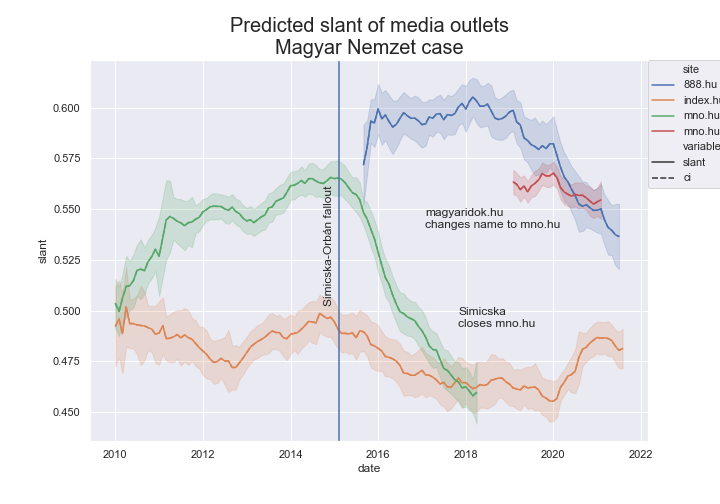 Predicted slant of media outlets
Magyar Nemzet case
site
888.hu
index.hu
mno.hu
mno.hu
variable
slant
ci
0.600
0.575
0.550
0.525
0.500
0.475
0.450
slant
Simicska-Orbán fallout
magyaridok.hu
changes name to mno.hu
Simicska
closes mno.hu
2010
2012
2014
2016
2018
2020
2022
date